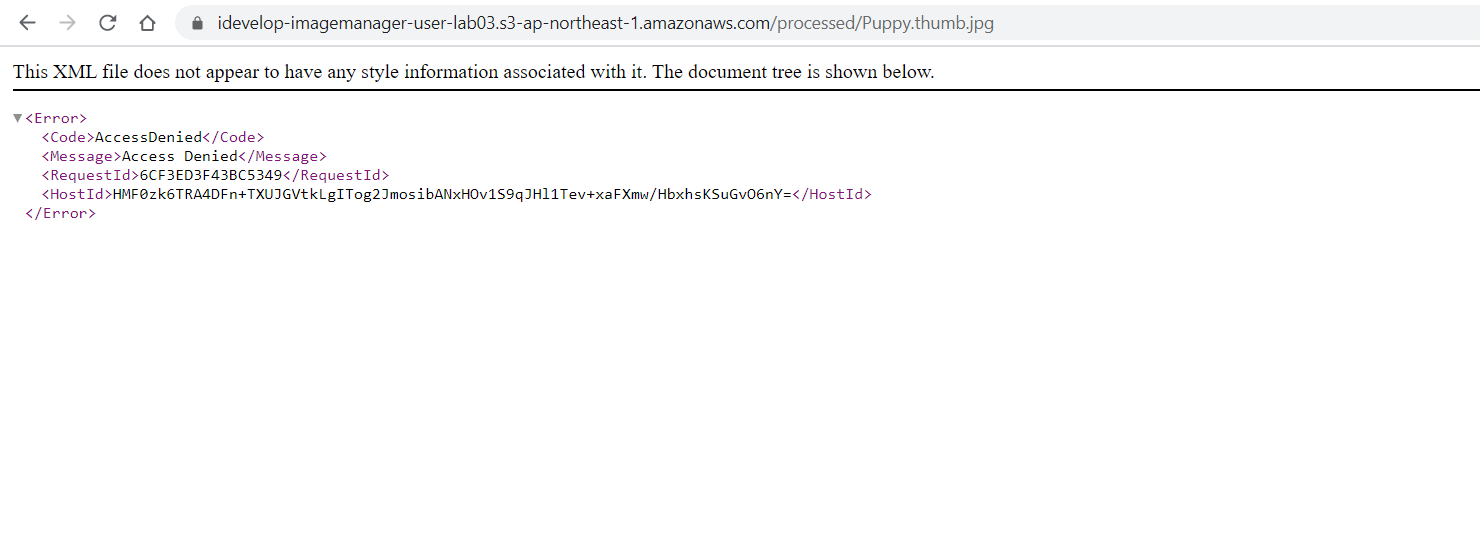 idevelop-imagemanager-user-lab03.s3-ap-northeast-1.amazonaws.com/processed/Puppy.thumb.jpg
This XML file does not appear to have any style information associated with it. The document tree is shown below.
▼<Error>
<Code>AccessDenied</Code>
<Message>Access Denied</Message>
<RequestId>6CF3ED3F43BC5349</RequestId>
<HostId>HMF0zk6TRA4DFn+TXUJGVtkLgITog2JmosibANxHOv1S9qJHl1Tev+xaFXmw/HbxhsKSuGvO6nY=</HostId>
</Error>